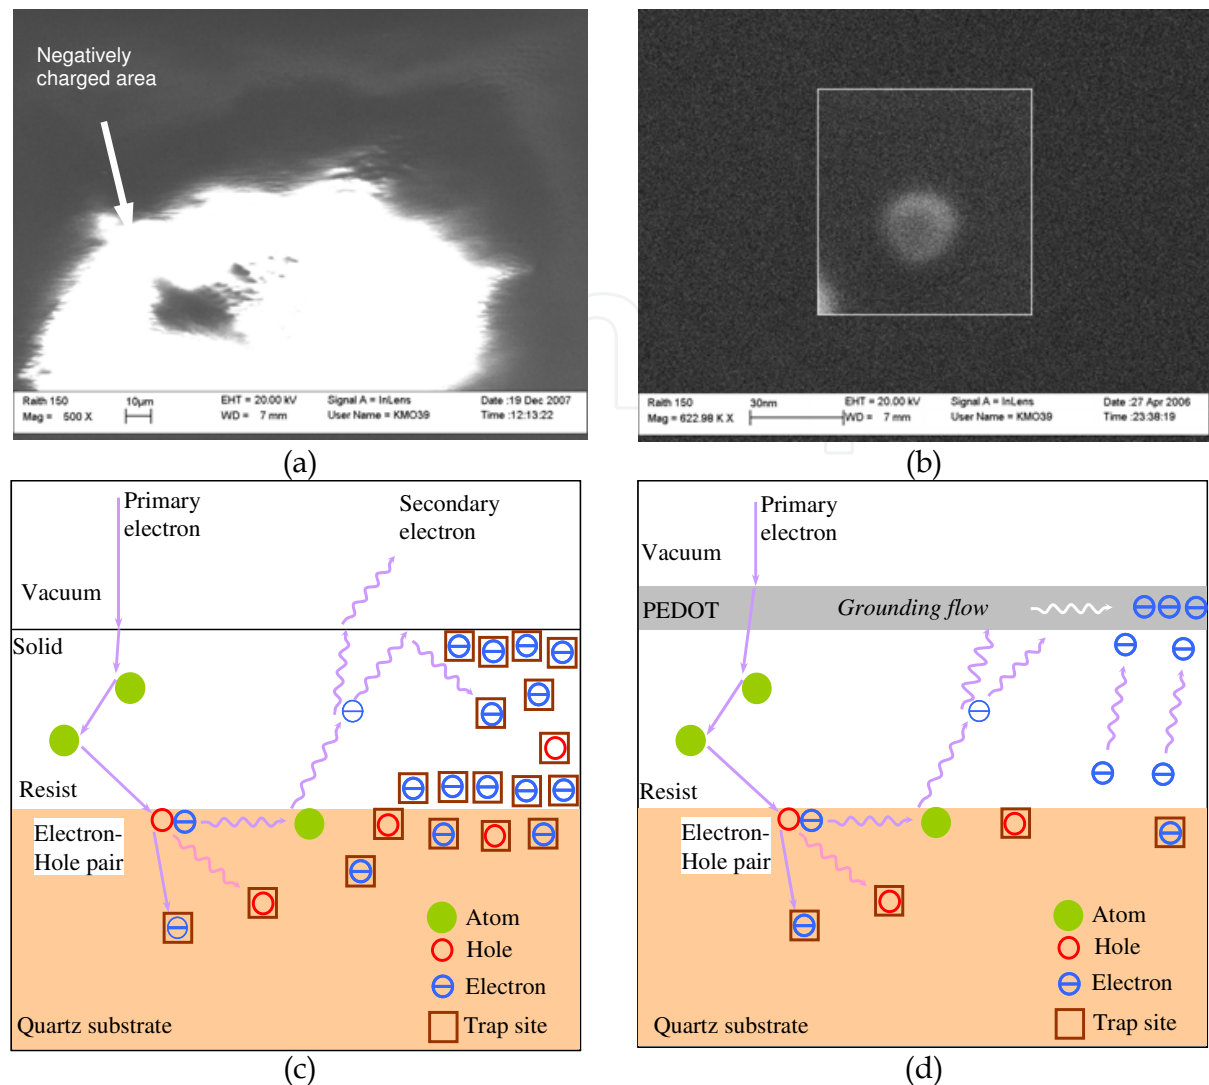 Negatively
charged area
Raith 150
Mag = 500 X
10µm
EHT = 20.00 kV
WD = 7 mm
Signal A = InLens
User Name = KMO39
Date :19 Dec 2007
Time :12:13:22
Raith 150
Mag = 622.98 K X
30nm
EHT = 20.00 kV
WD = 7 mm
Signal A = InLens
User Name = KMO39
Date :27 Apr 2006
Time :23:38:19
(a)
(b)
Primary
electron
Secondary
electron
Vacuum
Solid
Resist
Electron-
Hole pair
Atom
Hole
Electron
Trap site
Quartz substrate
Primary
electron
Vacuum
PEDOT
Grounding flow
Resist
Electron-
Hole pair
Atom
Hole
Electron
Trap site
Quartz substrate
(c)
(d)